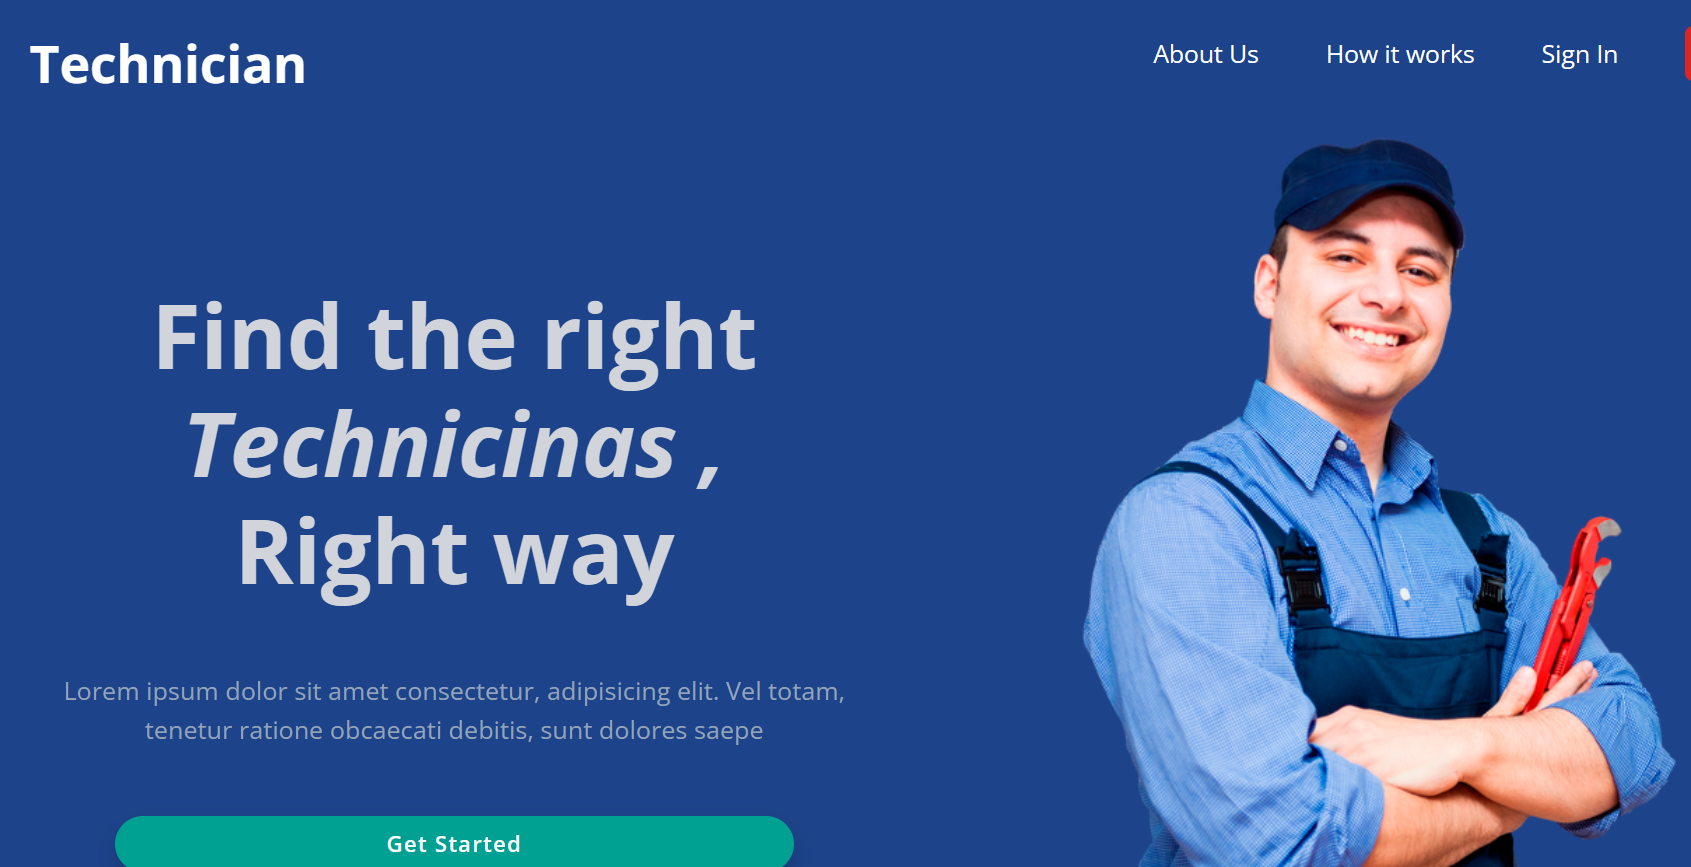 Technician
About Us
How it works
Sign In
Find the right
Technicinas ,
Right way
Lorem ipsum dolor sit amet consectetur, adipisicing elit. Vel totam,
tenetur ratione obcaecati debitis, sunt dolores saepe
Get Started